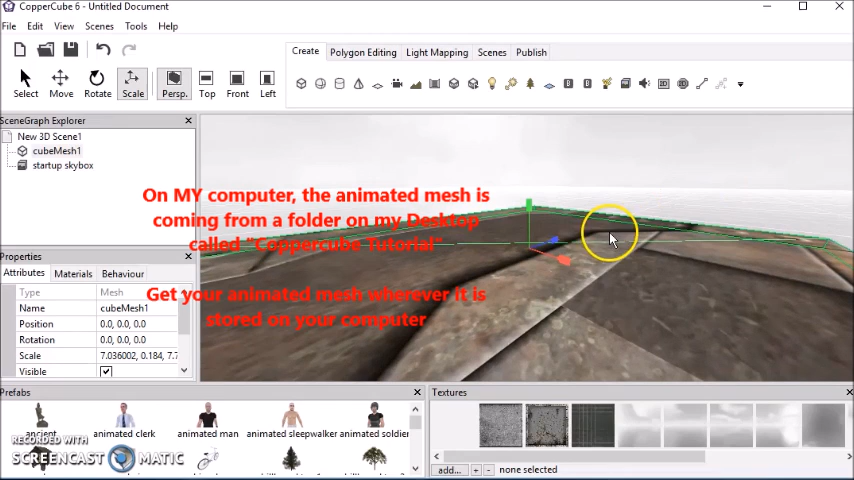 CopperCube 6 - Untitled Document
File Edit View Scenes Tools Help
Create Polygon Editing Light Mapping Scenes Publish
Select Move Rotate Scale Persp. Top Front Left
SceneGraph Explorer
New 3D Scene1
cubeMesh1
startup skybox
On MY computer, the animated mesh is
coming from a folder on my Desktop
called "Coppercube Tutorial"
Get your animated mesh wherever it is
stored on your computer
Properties
Attributes Materials Behaviour
Type Mesh
Name cubeMesh1
Position 0.0, 0.0, 0.0
Rotation 0.0, 0.0, 0.0
Scale 7.036002, 0.184, 7.7
Visible
Prefabs
ancient animated clerk animated man animated sleepwalker animated soldier
Textures
add... + - none selected
RECORDED WITH
SCREENCAST MATIC